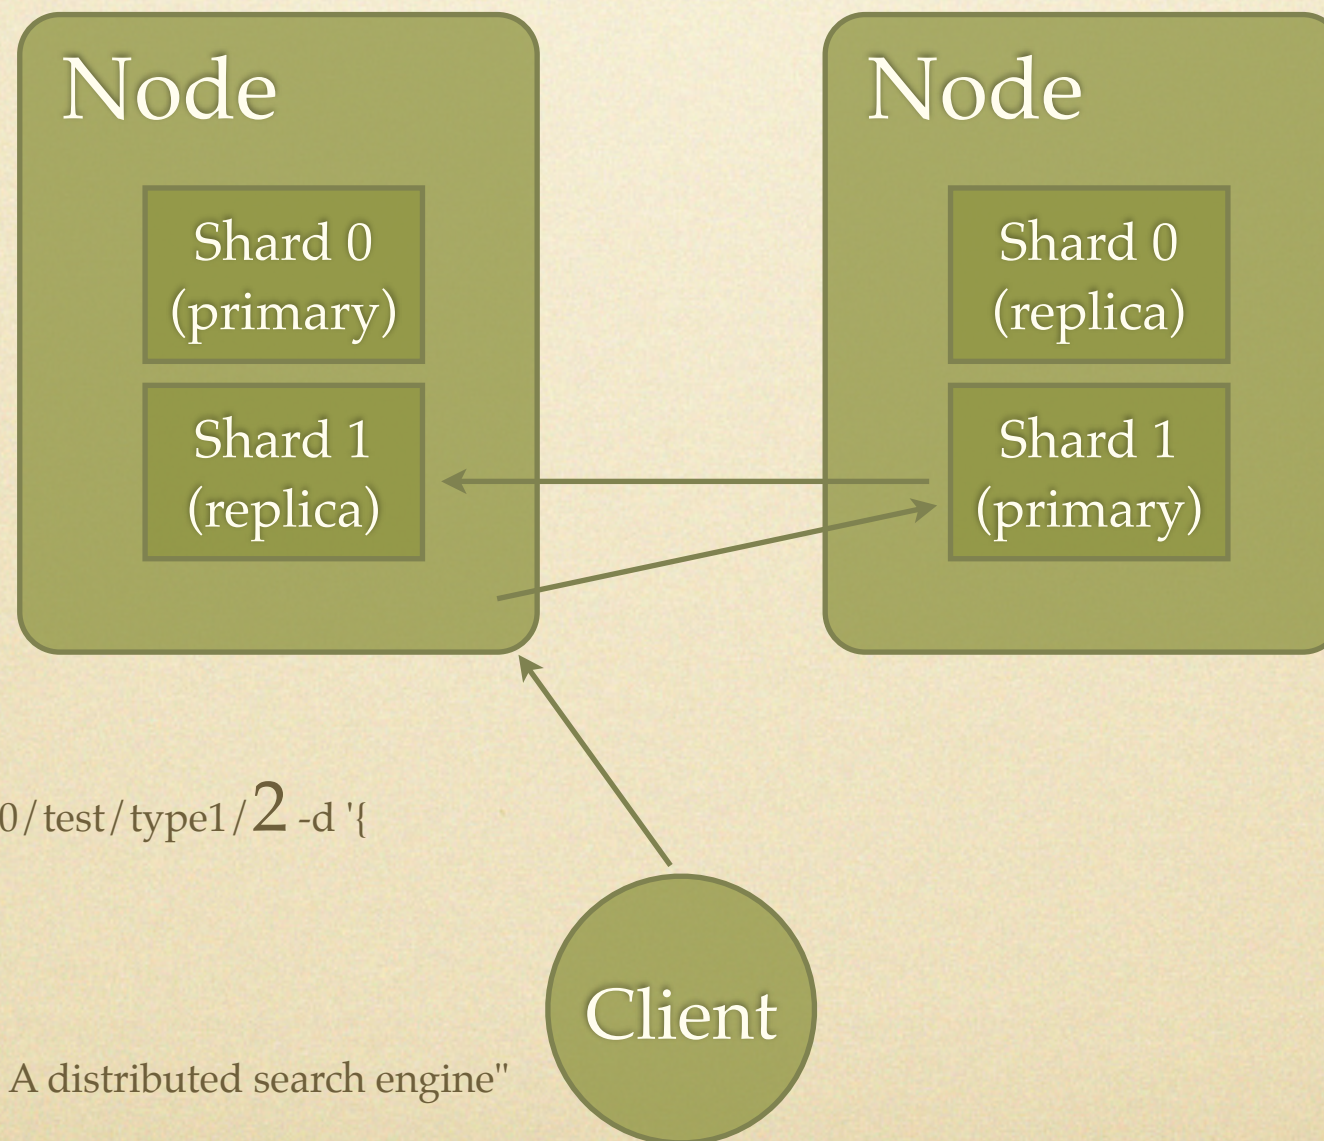 Node
Shard 0
(primary)
Shard 1
(replica)
Node
Shard 0
(replica)
Shard 1
(primary)
0/test/type1/2 -d '{
Client
A distributed search engine"